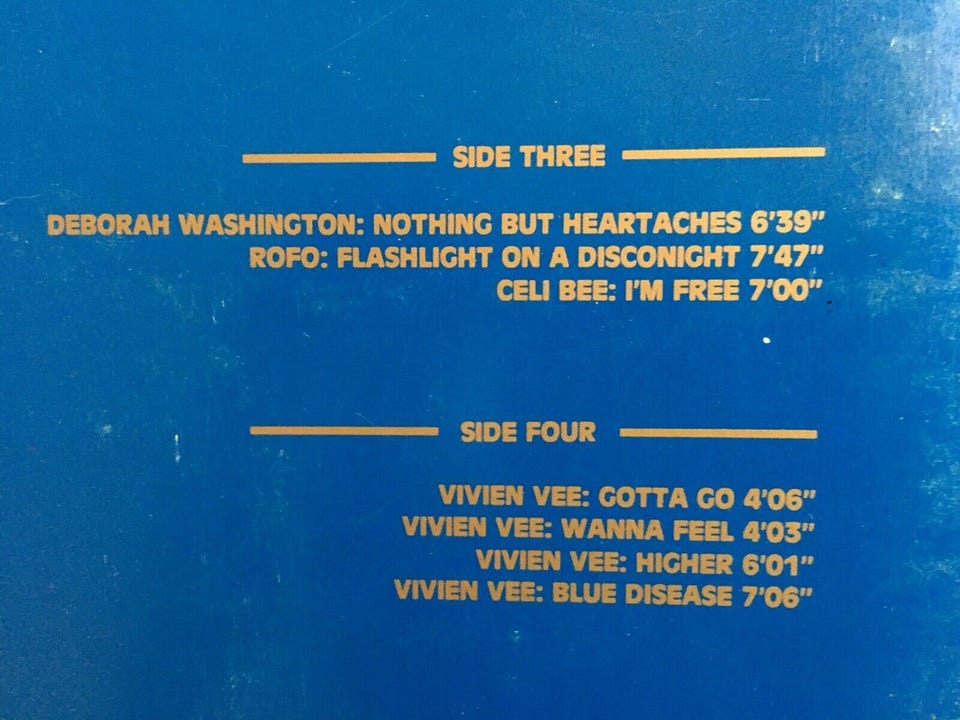 SIDE THREE
DEBORAH WASHINGTON: NOTHING BUT HEARTACHES 6'39"
ROFO: FLASHLIGHT ON A DISCONIGHT 7'47"
CELI BEE: I'M FREE 7'00"
SIDE FOUR
VIVIEN VEE: GOTTA GO 4'06"
VIVIEN VEE: WANNA FEEL 4'03"
VIVIEN VEE: HIGHER 6'01"
VIVIEN VEE: BLUE DISEASE 7'06"